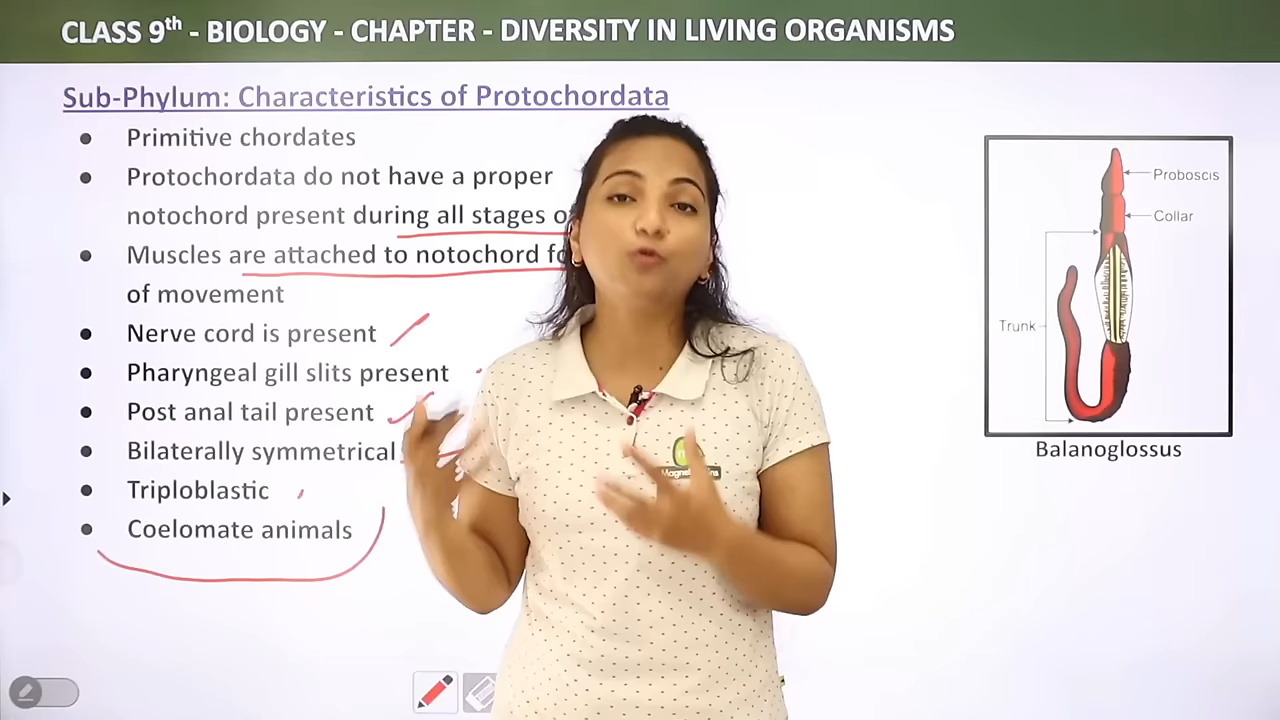 CLASS 9th - BIOLOGY - CHAPTER - DIVERSITY IN LIVING ORGANISMS
Sub-Phylum: Characteristics of Protochordata
Primitive chordates
Protochordata do not have a proper
notochord present during all stages
Muscles are attached to notochord
of movement
Nerve cord is present
Pharyngeal gill slits present
Post anal tail present
Bilaterally symmetrical
Triploblastic
Coelomate animals
Proboscis
Collar
Trunk
Balanoglossus